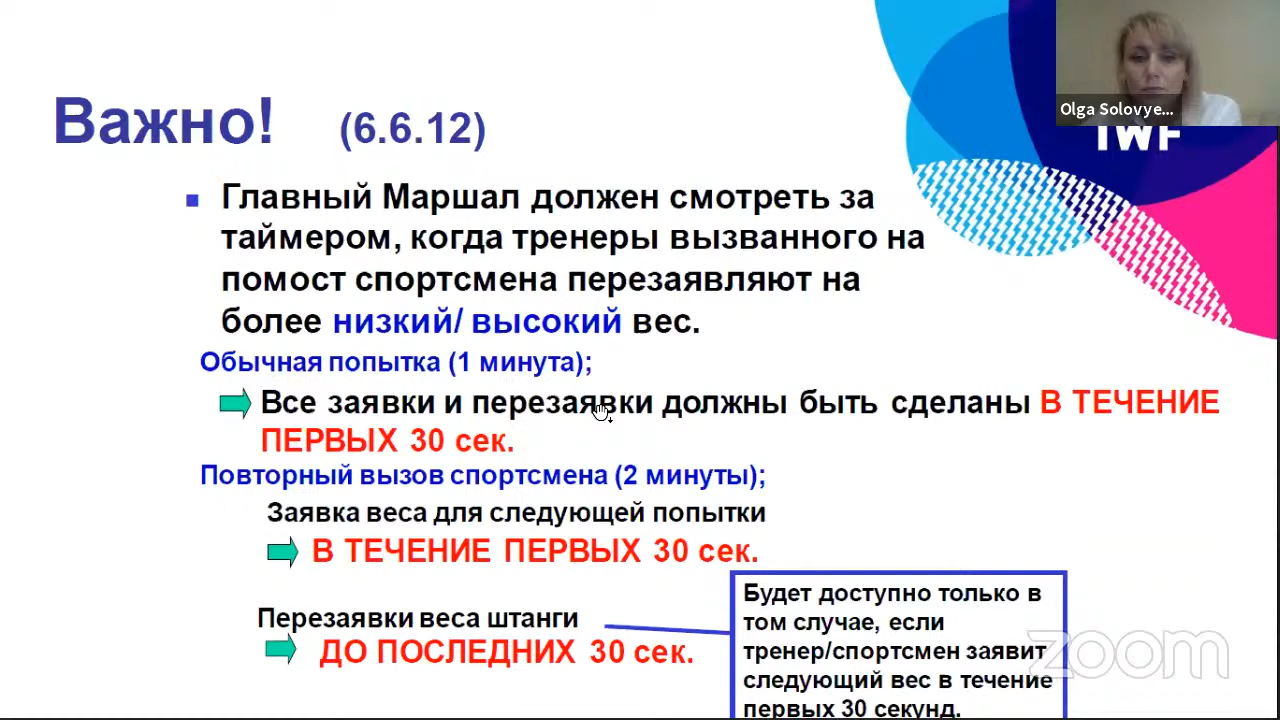 Olga Solovye...
IWF
Важно! (6.6.12)
Главный Маршал должен смотреть за
таймером, когда тренеры вызванного на
помост спортсмена перезаявляют на
более низкий/ высокий вес.
Обычная попытка (1 минута);
Все заявки и перезаявки должны быть сделаны В ТЕЧЕНИЕ
ПЕРВЫХ 30 сек.
Повторный вызов спортсмена (2 минуты);
Заявка веса для следующей попытки
В ТЕЧЕНИЕ ПЕРВЫХ 30 сек.
Перезаявки веса штанги
ДО ПОСЛЕДНИХ 30 сек.
Будет доступно только в
том случае, если
тренер/спортсмен заявит
следующий вес в течение
первых 30 секунд.
zoom